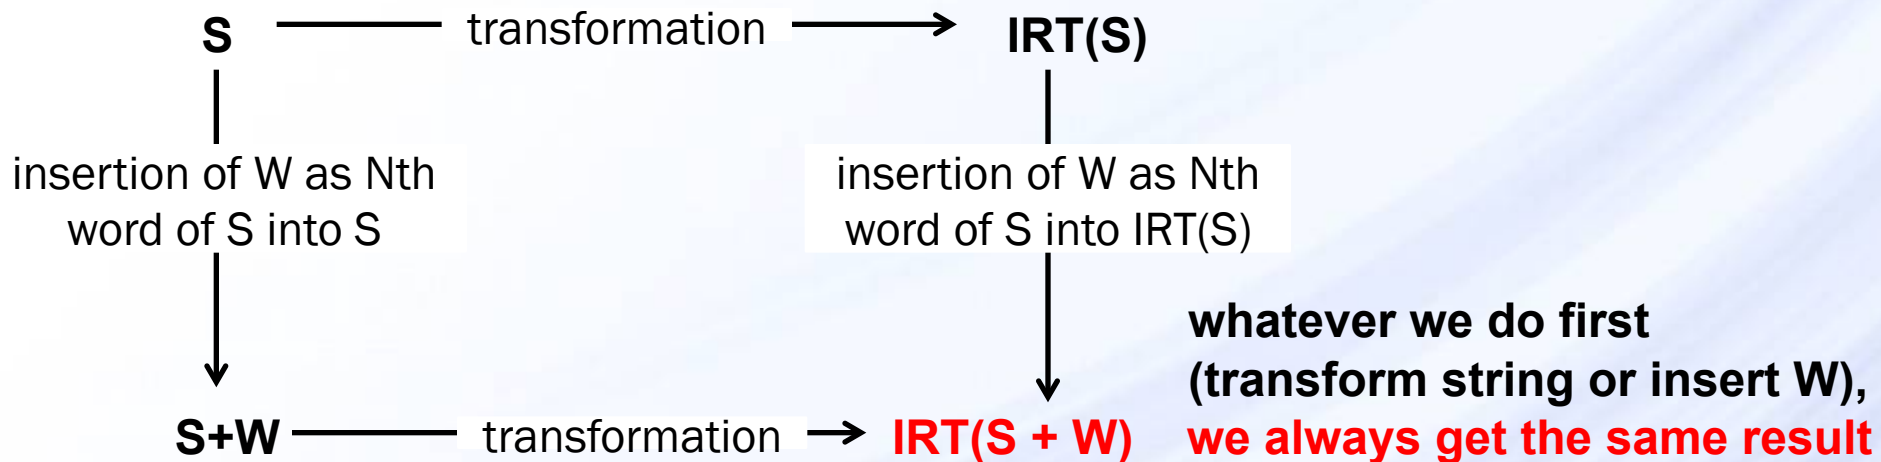 S transformation IRT(S)
insertion of W as Nth
word of S into S
insertion of W as Nth
word of S into IRT(S)
whatever we do first
(transform string or insert W),
we always get the same result
S+W transformation IRT(S + W)